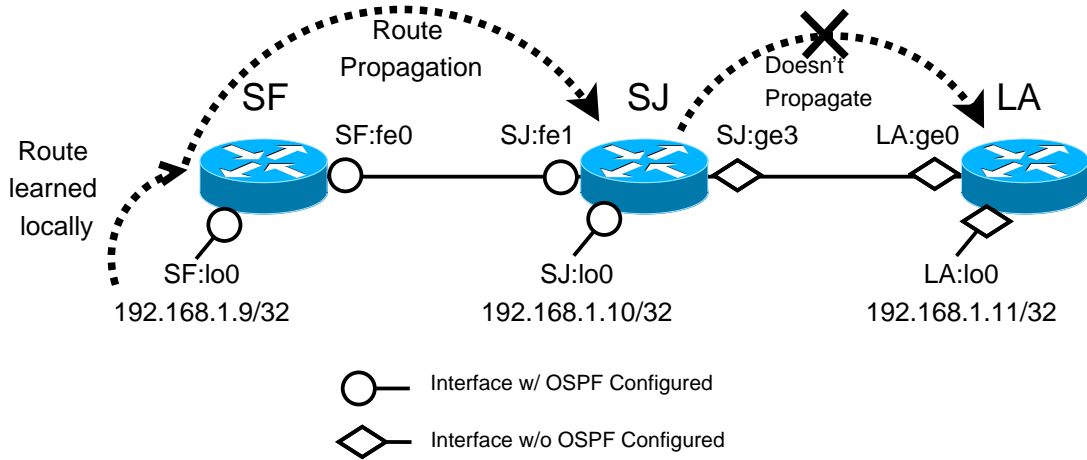 Route
Propagation
Doesn't
Propagate
SF
SJ
LA
Route
learned
locally
SF:fe0
SJ:fe1
SJ:ge3
LA:ge0
SF:lo0
192.168.1.9/32
SJ:lo0
192.168.1.10/32
LA:lo0
192.168.1.11/32
Interface w/ OSPF Configured
Interface w/o OSPF Configured